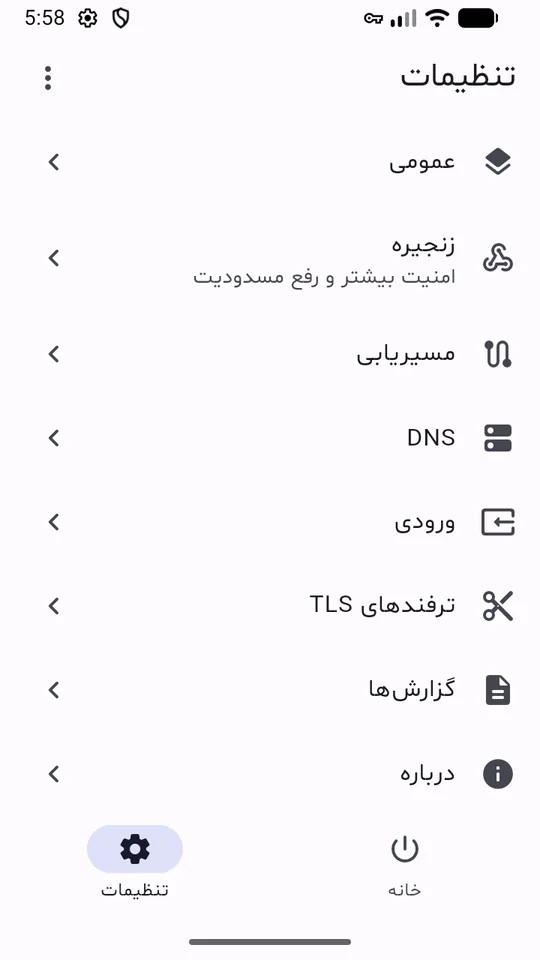 5:58
تنظیمات
عمومی
زنجیره
امنیت بیشتر و رفع مسدودیت
مسیریابی
DNS
ورودی
ترفندهای TLS
گزارش‌ها
درباره
خانه
تنظیمات